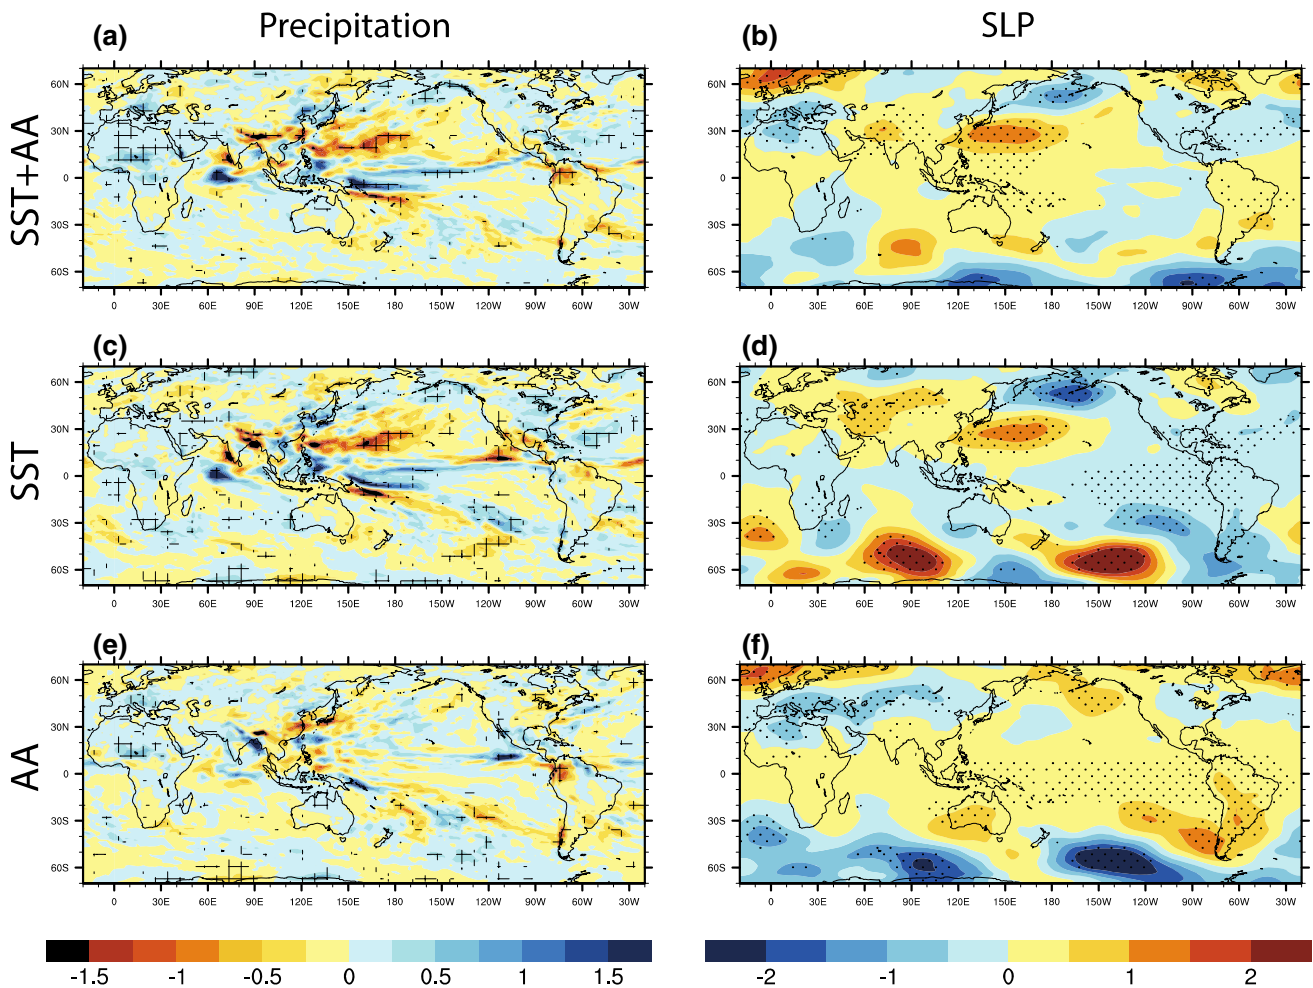 Precipitation SLP
(a) (b)
SST+AA
60N 30N 0 30S 60S
0 30E 60E 90E 120E 150E 180 150W 120W 90W 60W 30W
60N 30N 0 30S 60S
0 30E 60E 90E 120E 150E 180 150W 120W 90W 60W 30W
(c) (d)
SST
60N 30N 0 30S 60S
0 30E 60E 90E 120E 150E 180 150W 120W 90W 60W 30W
60N 30N 0 30S 60S
0 30E 60E 90E 120E 150E 180 150W 120W 90W 60W 30W
(e) (f)
AA
60N 30N 0 30S 60S
0 30E 60E 90E 120E 150E 180 150W 120W 90W 60W 30W
60N 30N 0 30S 60S
0 30E 60E 90E 120E 150E 180 150W 120W 90W 60W 30W
-1.5 -1 -0.5 0 0.5 1 1.5
-2 -1 0 1 2